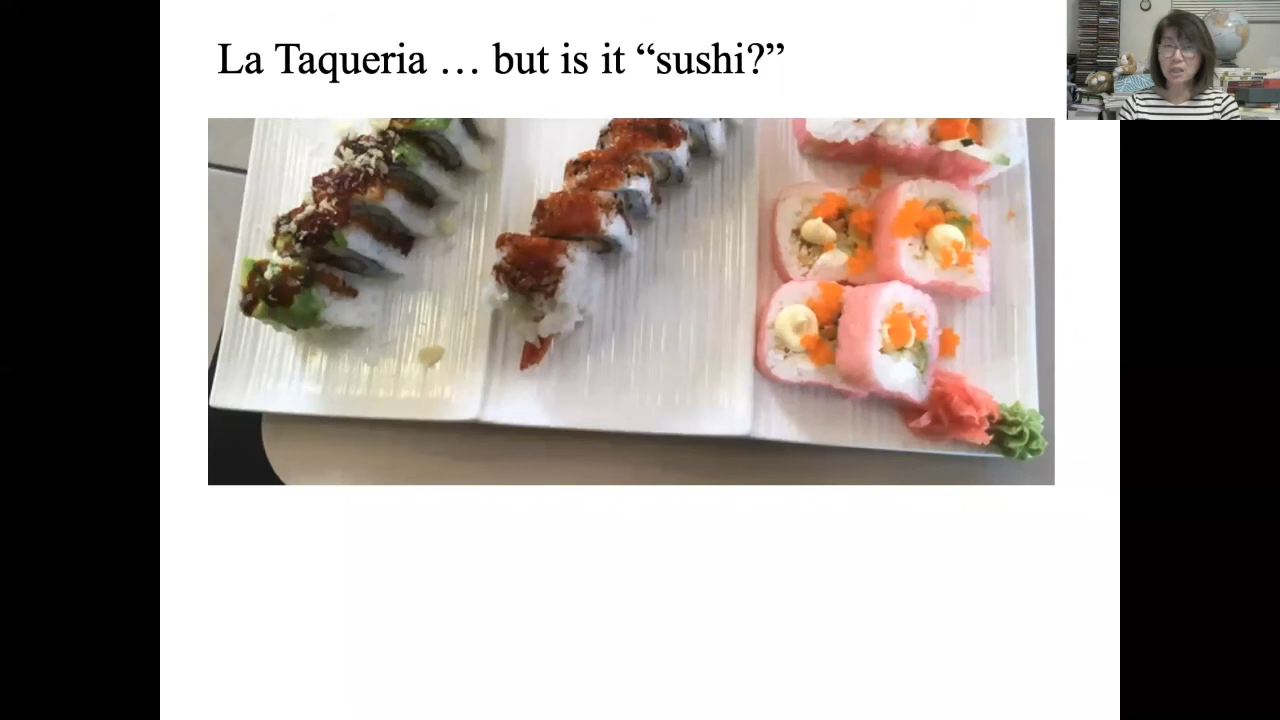 La Taqueria … but is it “sushi?”